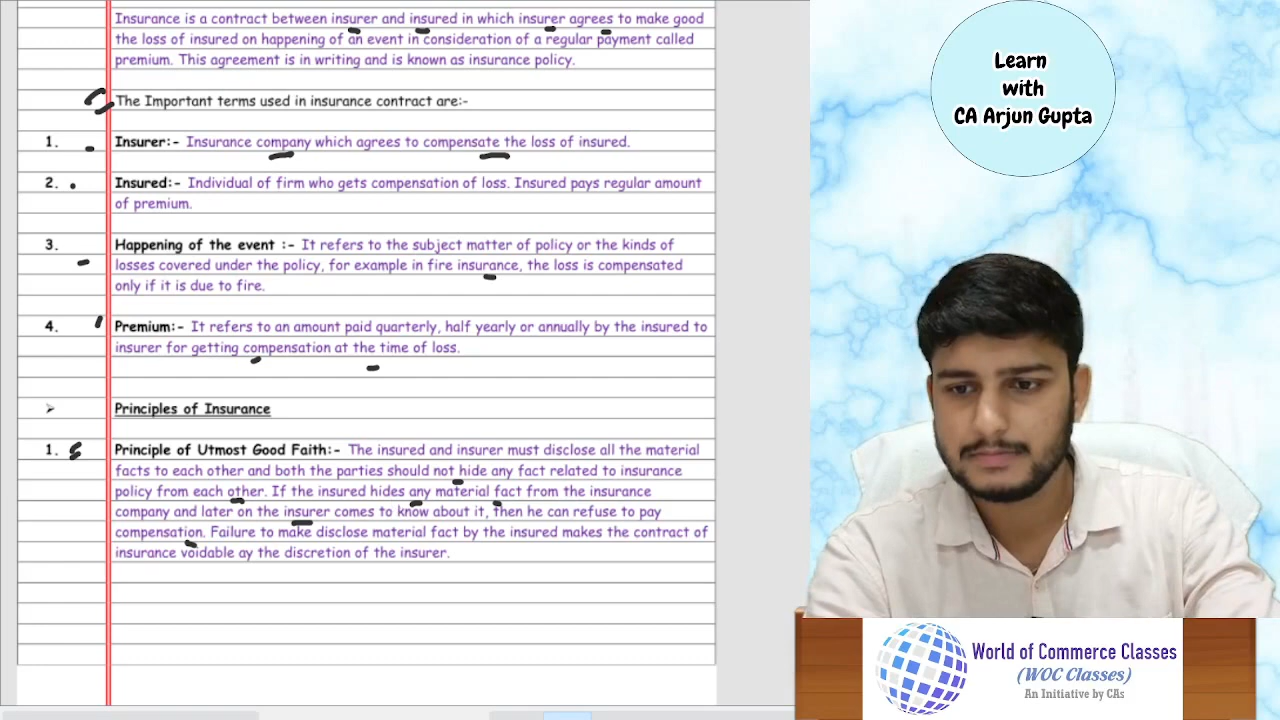 Insurance is a contract between insurer and insured in which insurer agrees to make good
the loss of insured on happening of an event in consideration of a regular payment called
premium. This agreement is in writing and is known as insurance policy.
The Important terms used in insurance contract are:-
1. Insurer:- Insurance company which agrees to compensate the loss of insured.
2. Insured:- Individual of firm who gets compensation of loss. Insured pays regular amount
of premium.
3. Happening of the event :- It refers to the subject matter of policy or the kinds of
losses covered under the policy, for example in fire insurance, the loss is compensated
only if it is due to fire.
4. Premium:- It refers to an amount paid quarterly, half yearly or annually by the insured to
insurer for getting compensation at the time of loss.
➢ Principles of Insurance
1. Principle of Utmost Good Faith:- The insured and insurer must disclose all the material
facts to each other and both the parties should not hide any fact related to insurance
policy from each other. If the insured hides any material fact from the insurance
company and later on the insurer comes to know about it, then he can refuse to pay
compensation. Failure to make disclose material fact by the insured makes the contract of
insurance voidable ay the discretion of the insurer.
Learn
with
CA Arjun Gupta
World of Commerce Classes
(WOC Classes)
An Initiative by CAs